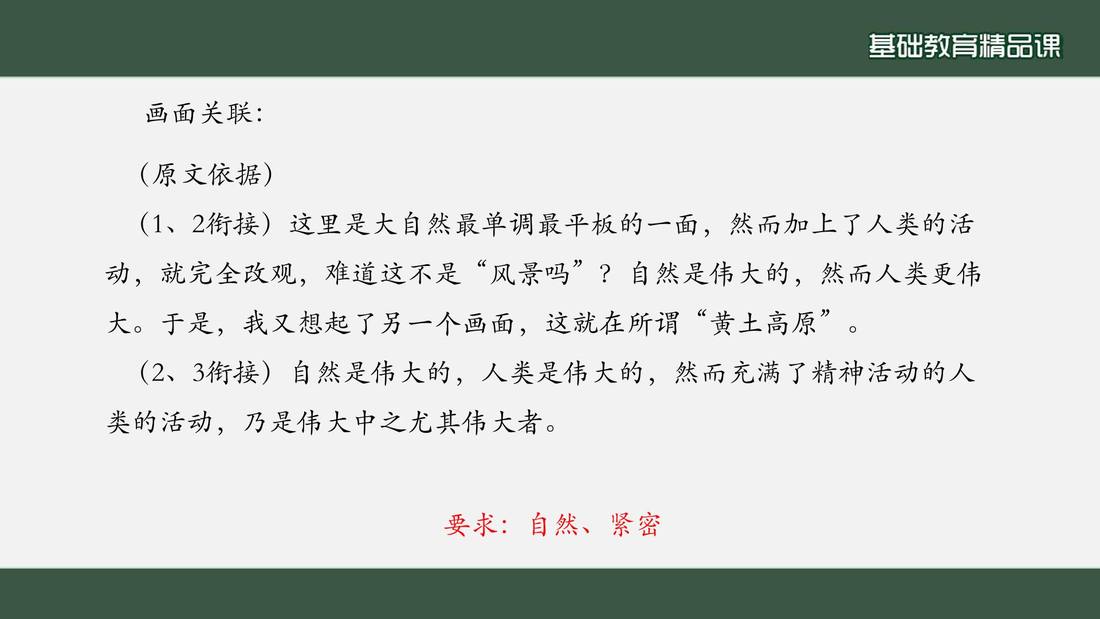 基础教育精品课
画面关联：
（原文依据）
（1、2衔接）这里是大自然最单调最平板的一面，然而加上了人类的活
动，就完全改观，难道这不是“风景吗”？自然是伟大的，然而人类更伟
大。于是，我又想起了另一个画面，这就在所谓“黄土高原”。
（2、3衔接）自然是伟大的，人类是伟大的，然而充满了精神活动的人
类的活动，乃是伟大中之尤其伟大者。
要求：自然、紧密